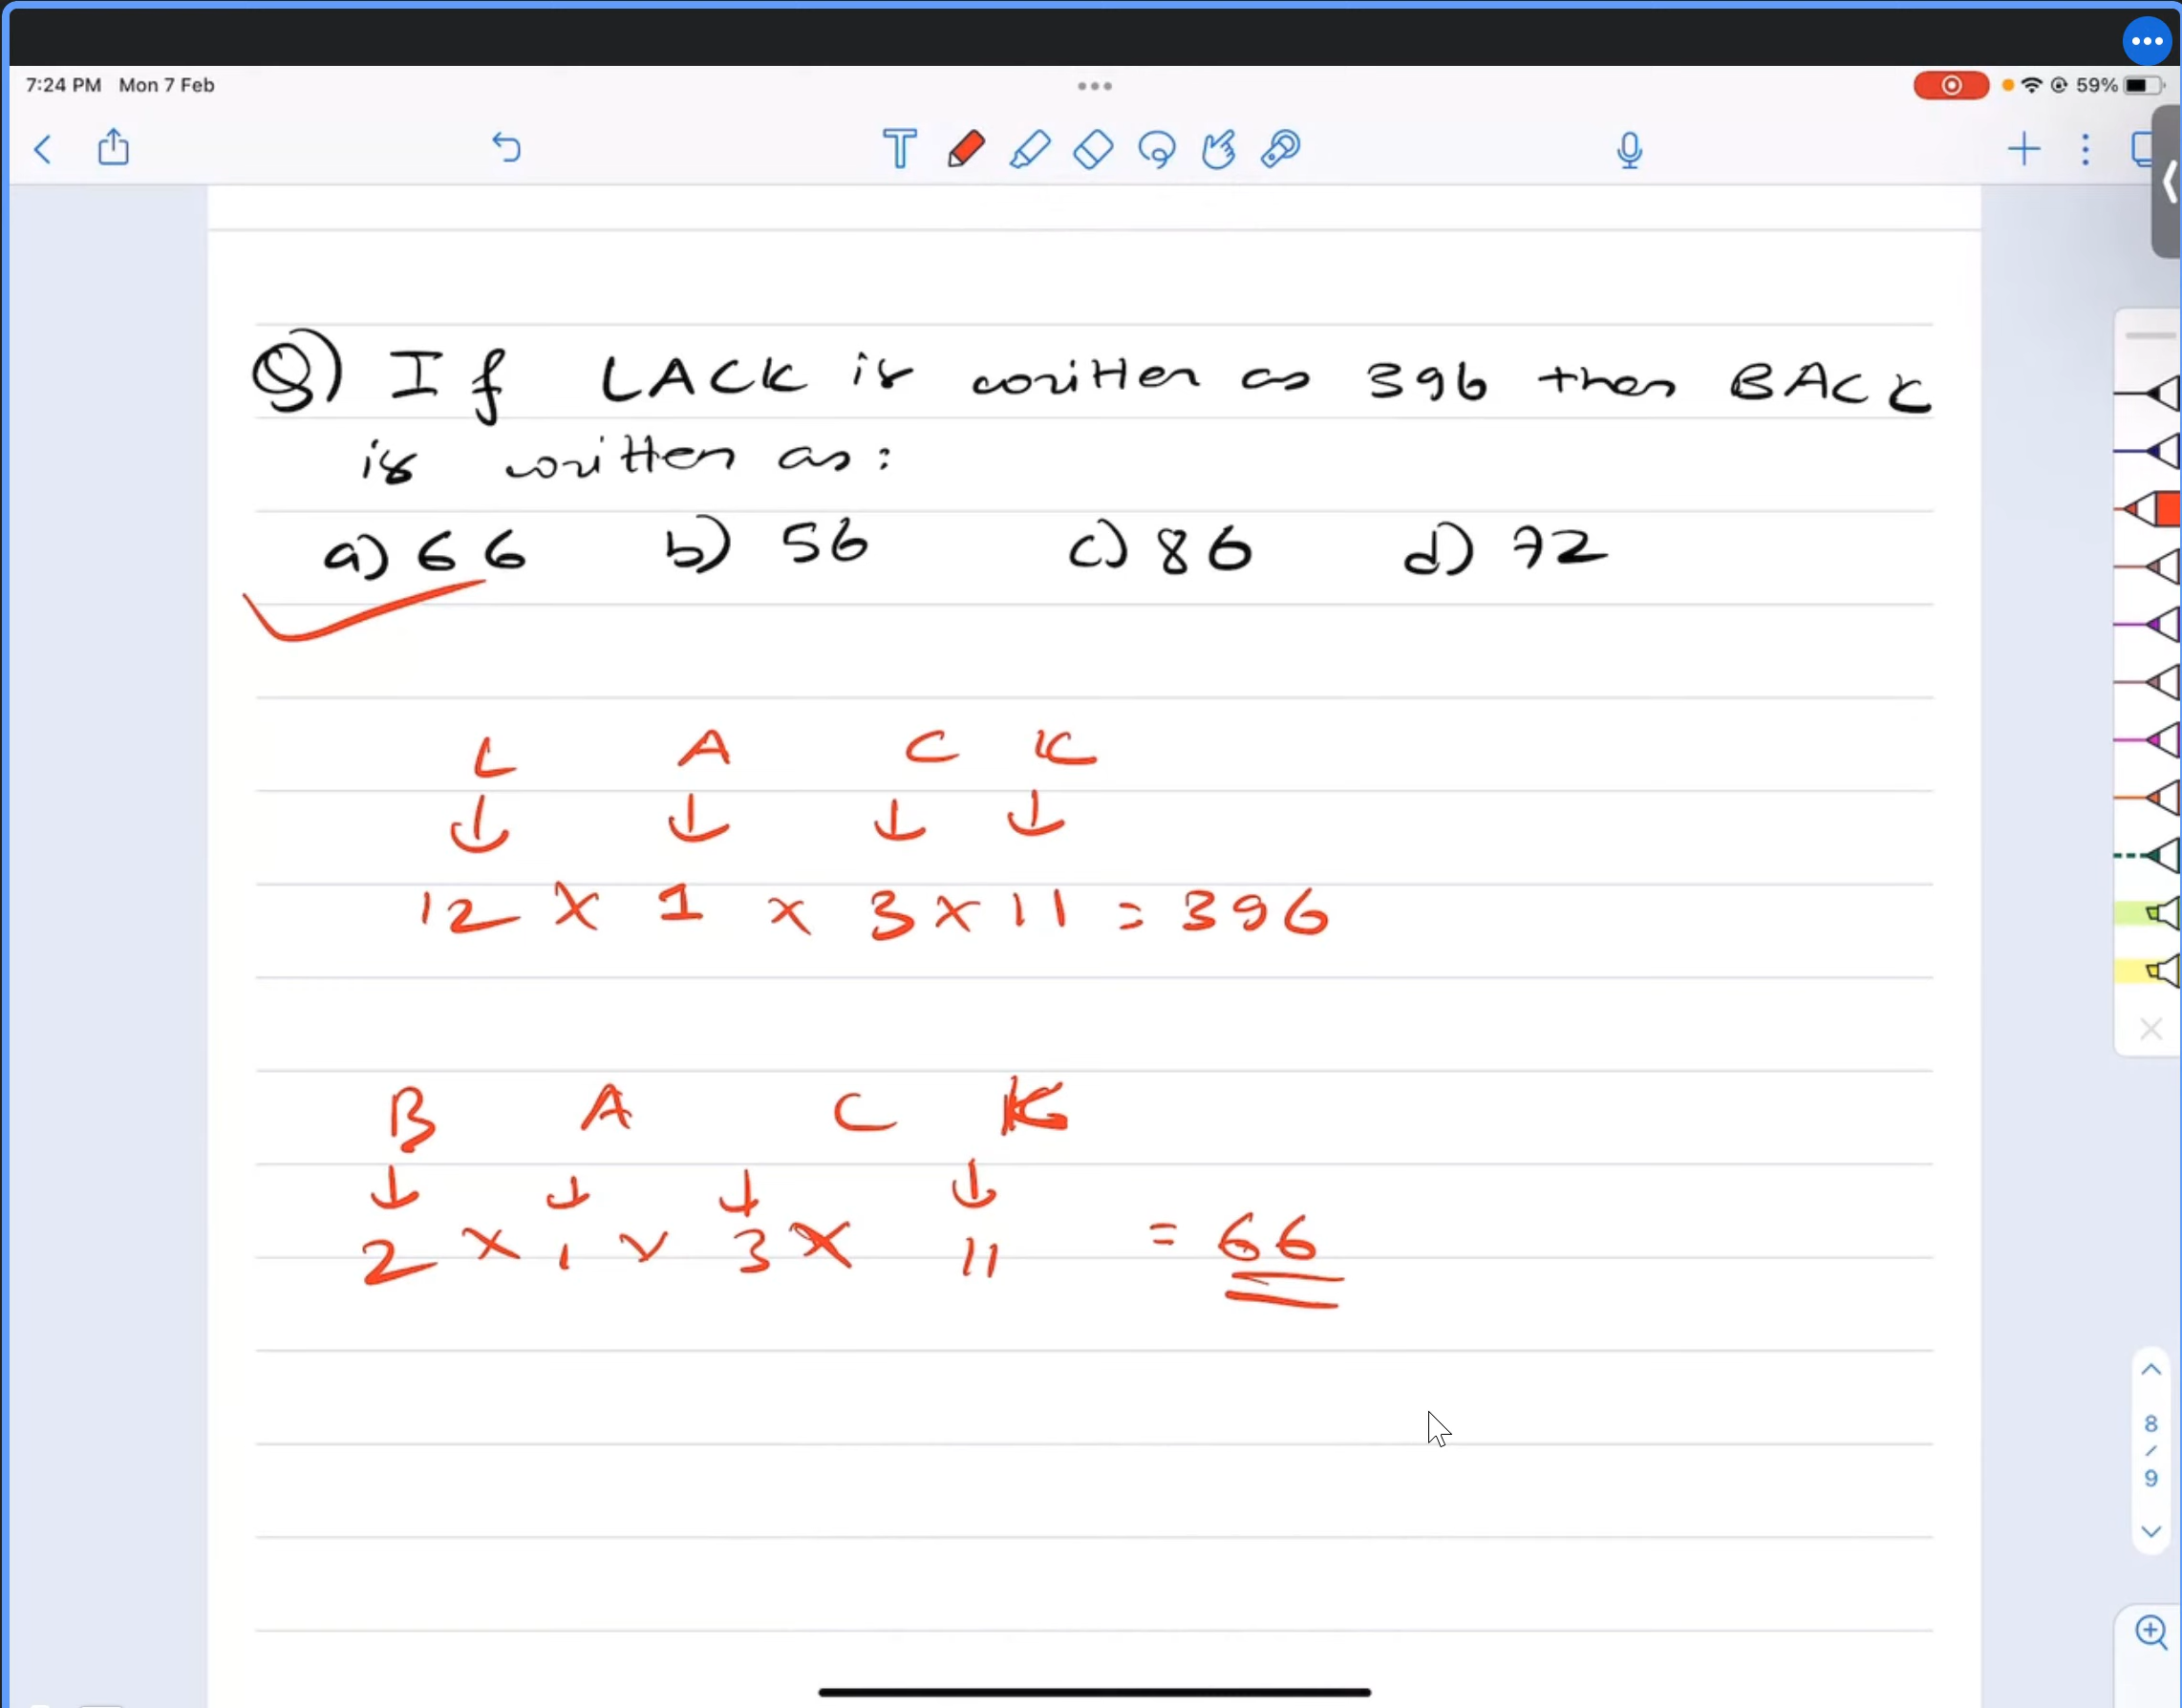 7:24 PM Mon 7 Feb
59%
T
Q) If LACK is written as 396 then BACK
is written as:
a) 66 b) 56 c) 86 d) 72
L A C K
12 x 1 x 3 x 11 = 396
B A C K
2 x 1 x 3 x 11 = 66
8
/
9